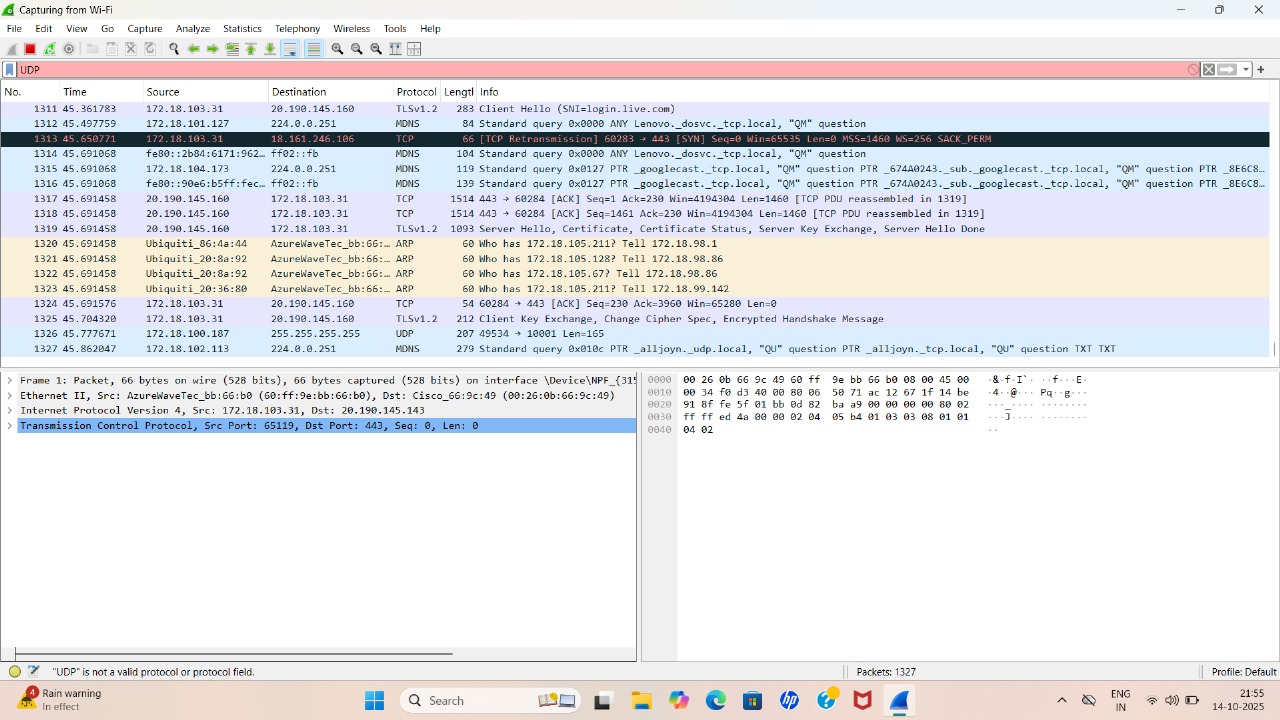 Capturing from Wi-Fi
File Edit View Go Capture Analyze Statistics Telephony Wireless Tools Help
UDP
No. Time Source Destination Protocol Lengtl Info
1311 45.361783 172.18.103.31 20.190.145.160 TLSv1.2 283 Client Hello (SNI=login.live.com)
1312 45.497759 172.18.101.127 224.0.0.251 MDNS 84 Standard query 0x0000 ANY Lenovo._dosvc._tcp.local, "QM" question
1313 45.650771 172.18.103.31 18.161.246.106 TCP 66 [TCP Retransmission] 60283 → 443 [SYN] Seq=0 Win=65535 Len=0 MSS=1460 WS=256 SACK_PERM
1314 45.691068 fe80::2b84:6171:962… ff02::fb MDNS 104 Standard query 0x0000 ANY Lenovo._dosvc._tcp.local, "QM" question
1315 45.691068 172.18.104.173 224.0.0.251 MDNS 119 Standard query 0x0127 PTR _googlecast._tcp.local, "QM" question PTR _674A0243._sub._googlecast._tcp.local, "QM" question PTR _8E6C8…
1316 45.691068 fe80::90e6:b5ff:fec… ff02::fb MDNS 139 Standard query 0x0127 PTR _googlecast._tcp.local, "QM" question PTR _674A0243._sub._googlecast._tcp.local, "QM" question PTR _8E6C8…
1317 45.691458 20.190.145.160 172.18.103.31 TCP 1514 443 → 60284 [ACK] Seq=1 Ack=230 Win=4194304 Len=1460 [TCP PDU reassembled in 1319]
1318 45.691458 20.190.145.160 172.18.103.31 TCP 1514 443 → 60284 [ACK] Seq=1461 Ack=230 Win=4194304 Len=1460 [TCP PDU reassembled in 1319]
1319 45.691458 20.190.145.160 172.18.103.31 TLSv1.2 1093 Server Hello, Certificate, Certificate Status, Server Key Exchange, Server Hello Done
1320 45.691458 Ubiquiti_86:4a:44 AzureWaveTec_bb:66:… ARP 60 Who has 172.18.105.211? Tell 172.18.98.1
1321 45.691458 Ubiquiti_20:8a:92 AzureWaveTec_bb:66:… ARP 60 Who has 172.18.105.128? Tell 172.18.98.86
1322 45.691458 Ubiquiti_20:8a:92 AzureWaveTec_bb:66:… ARP 60 Who has 172.18.105.67? Tell 172.18.98.86
1323 45.691458 Ubiquiti_20:36:80 AzureWaveTec_bb:66:… ARP 60 Who has 172.18.105.211? Tell 172.18.99.142
1324 45.691576 172.18.103.31 20.190.145.160 TCP 54 60284 → 443 [ACK] Seq=230 Ack=3960 Win=65280 Len=0
1325 45.704320 172.18.103.31 20.190.145.160 TLSv1.2 212 Client Key Exchange, Change Cipher Spec, Encrypted Handshake Message
1326 45.777671 172.18.100.187 255.255.255.255 UDP 207 49534 → 10001 Len=165
1327 45.862047 172.18.102.113 224.0.0.251 MDNS 279 Standard query 0x010c PTR _alljoyn._udp.local, "QU" question PTR _alljoyn._tcp.local, "QU" question TXT TXT
Frame 1: Packet, 66 bytes on wire (528 bits), 66 bytes captured (528 bits) on interface \Device\NPF_{315
Ethernet II, Src: AzureWaveTec_bb:66:b0 (60:ff:9e:bb:66:b0), Dst: Cisco_66:9c:49 (00:26:0b:66:9c:49)
Internet Protocol Version 4, Src: 172.18.103.31, Dst: 20.190.145.143
Transmission Control Protocol, Src Port: 65119, Dst Port: 443, Seq: 0, Len: 0
0000 00 26 0b 66 9c 49 60 ff 9e bb 66 b0 08 00 45 00 ·&·f·I`· ··f···E·
0010 00 34 f0 d3 40 00 80 06 50 71 ac 12 67 1f 14 be ·4··@··· Pq··g···
0020 91 8f fe 5f 01 bb 0d 82 ba a9 00 00 00 00 80 02 ···_···· ········
0030 ff ff ed 4a 00 00 02 04 05 b4 01 03 03 08 01 01 ···J···· ········
0040 04 02 ··
"UDP" is not a valid protocol or protocol field. Packets: 1327 Profile: Default
4 Rain warning
In effect
Search
ENG
IN
21:55
14-10-2025